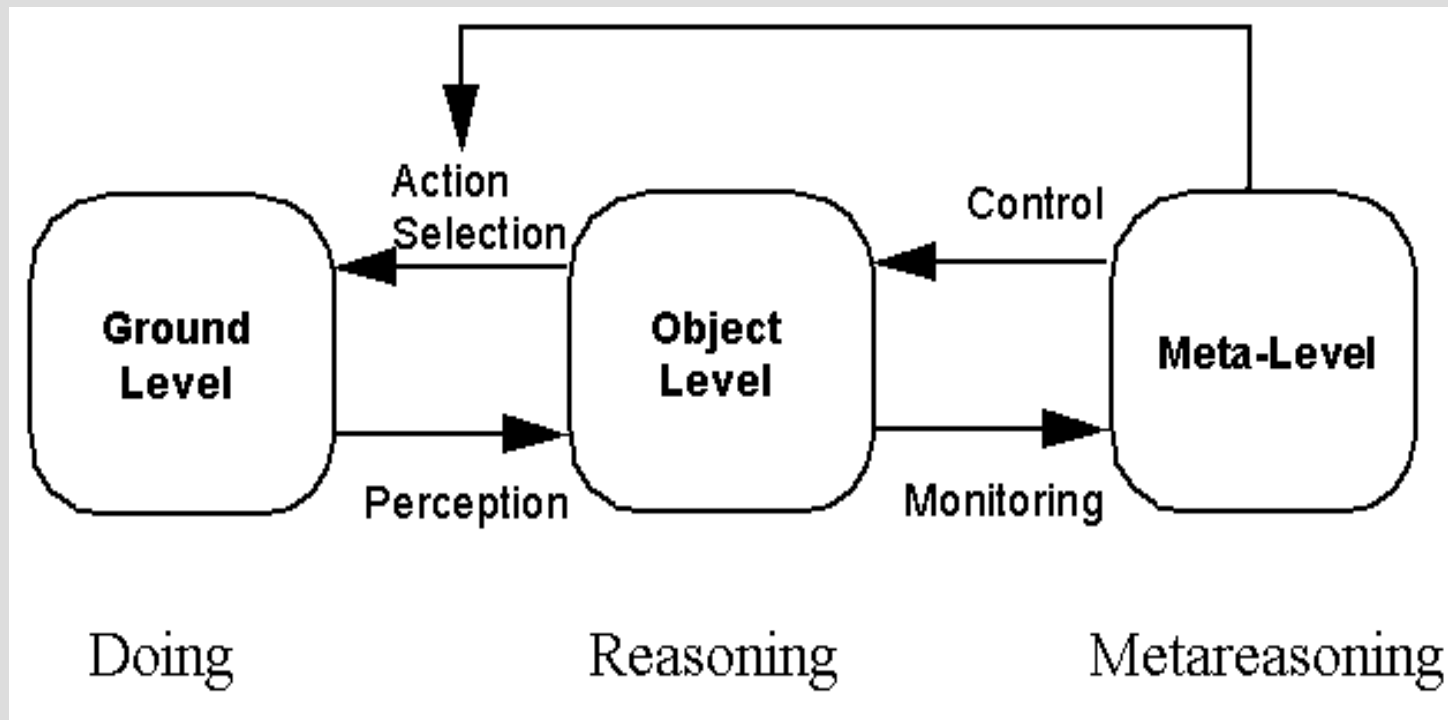 Action
Selection
Control
Ground
Level
Object
Level
Meta-Level
Perception
Monitoring
Doing
Reasoning
Metareasoning